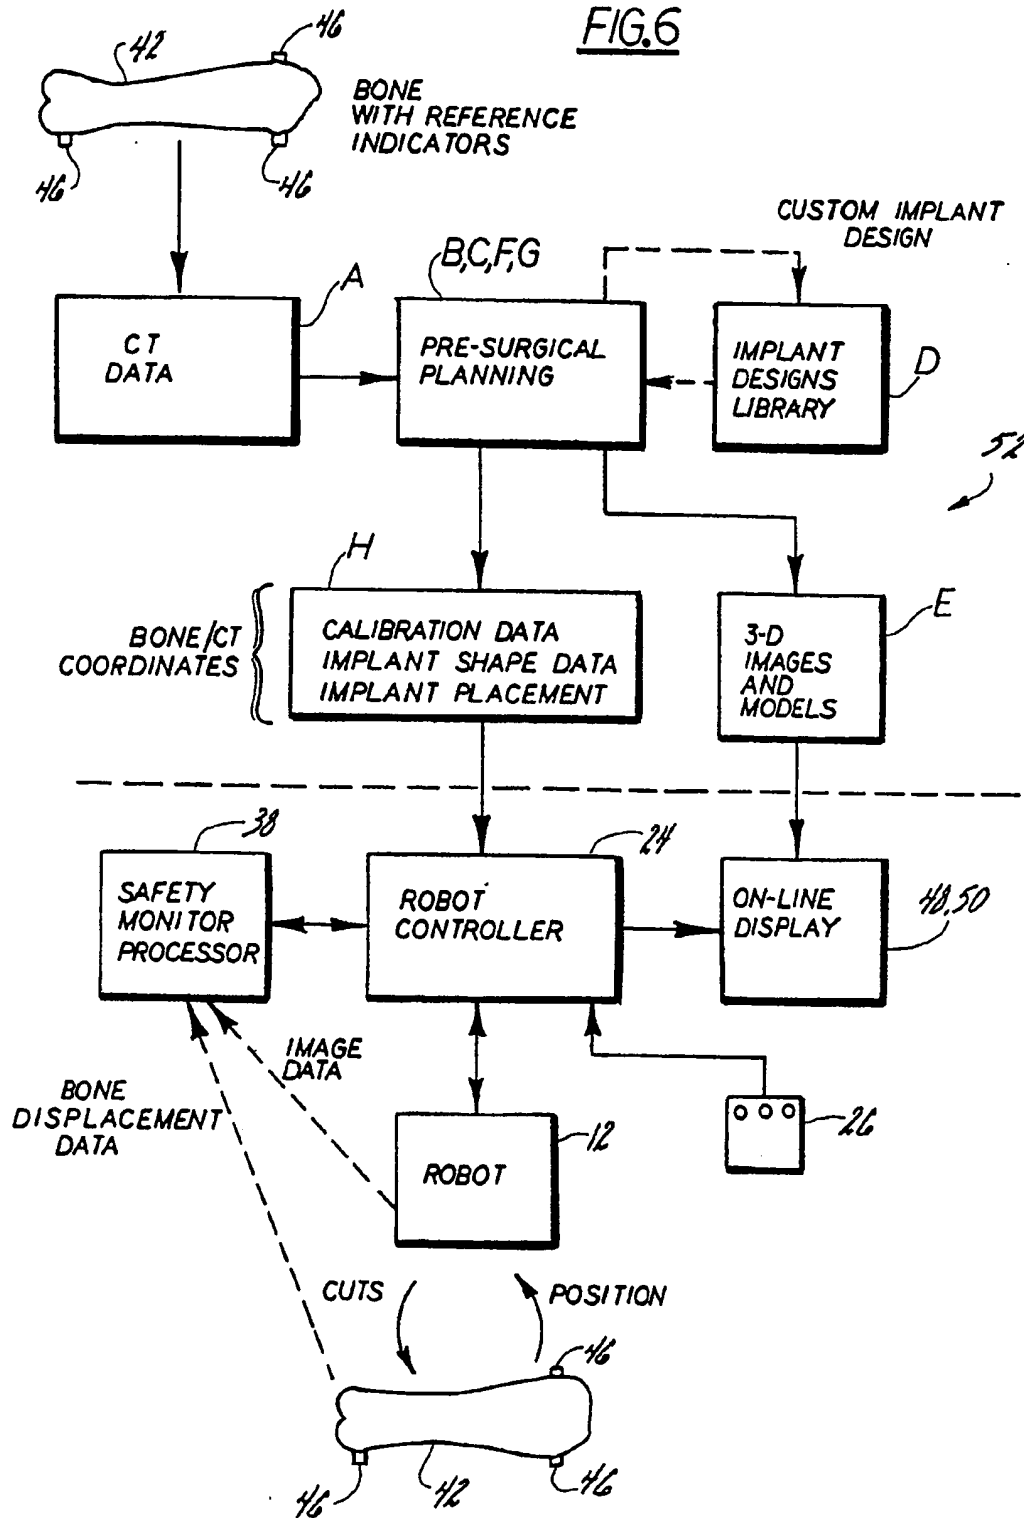 FIG.6
46
42
BONE
WITH REFERENCE
INDICATORS
46
46
CUSTOM IMPLANT
DESIGN
A
B,C,F,G
CT
DATA
PRE-SURGICAL
PLANNING
IMPLANT
DESIGNS
LIBRARY
D
52
H
E
BONE/CT
COORDINATES
CALIBRATION DATA
IMPLANT SHAPE DATA
IMPLANT PLACEMENT
3-D
IMAGES
AND
MODELS
38
24
SAFETY
MONITOR
PROCESSOR
ROBOT
CONTROLLER
ON-LINE
DISPLAY
48,50
IMAGE
DATA
BONE
DISPLACEMENT
DATA
12
ROBOT
26
CUTS
POSITION
46
46
42
46